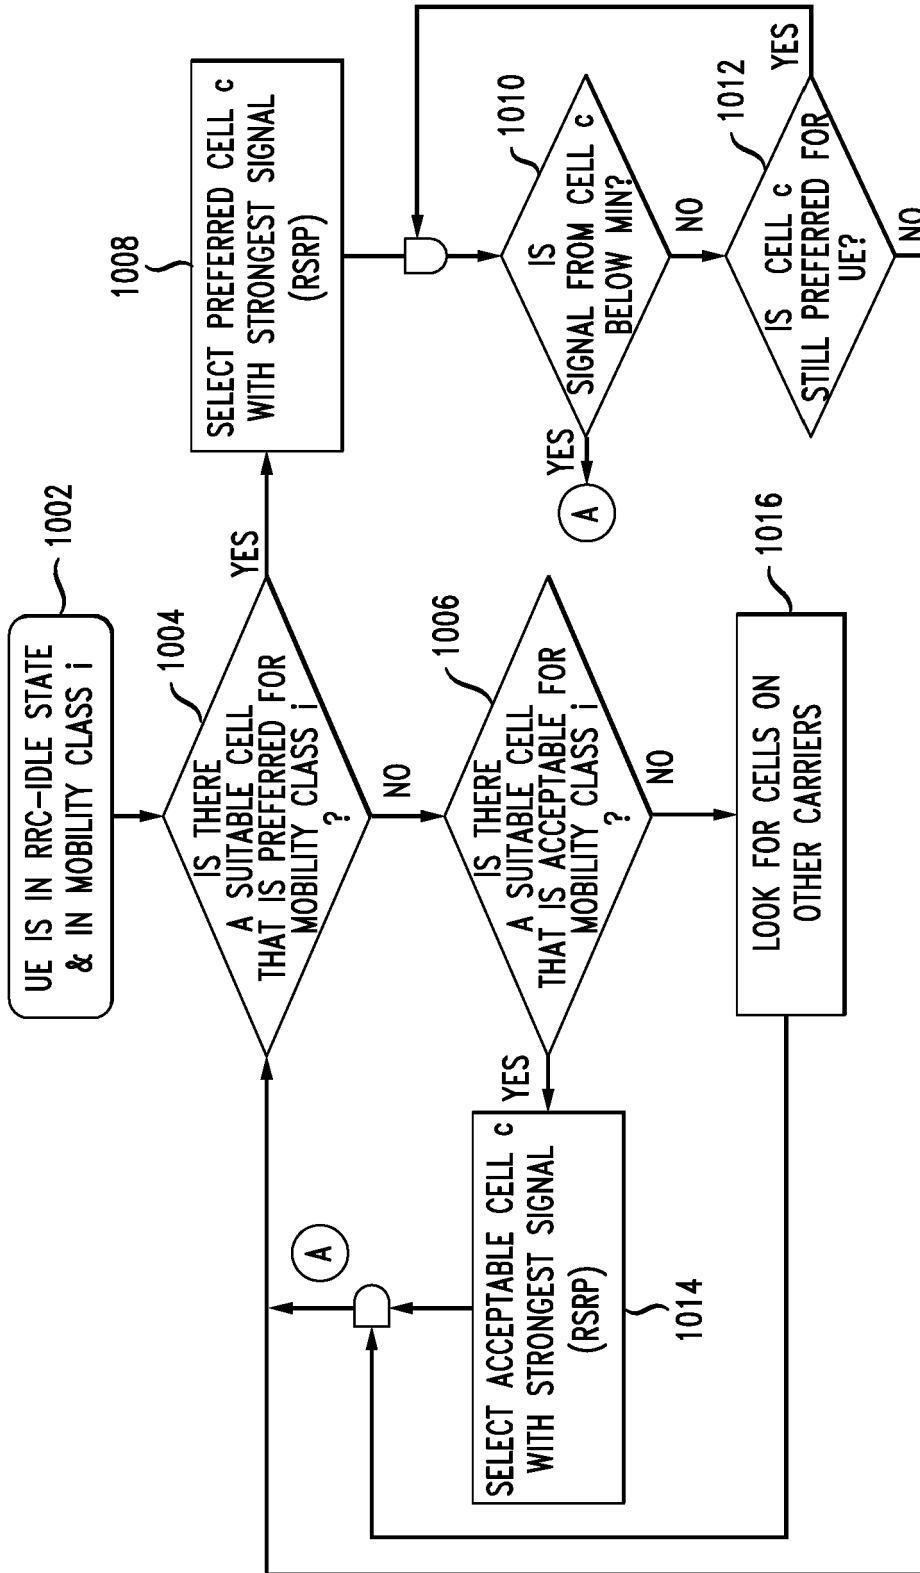 UE IS IN RRC-IDLE STATE
& IN MOBILITY CLASS i
1002
IS THERE
A SUITABLE CELL
THAT IS PREFERRED FOR
MOBILITY CLASS i
?
1004
YES
NO
SELECT PREFERRED CELL c
WITH STRONGEST SIGNAL
(RSRP)
1008
IS THERE
A SUITABLE CELL
THAT IS ACCEPTABLE FOR
MOBILITY CLASS i
?
1006
YES
NO
A
SELECT ACCEPTABLE CELL c
WITH STRONGEST SIGNAL
(RSRP)
1014
LOOK FOR CELLS ON
OTHER CARRIERS
1016
IS
SIGNAL FROM CELL c
BELOW MIN?
1010
YES
A
NO
IS CELL c
STILL PREFERRED FOR
UE?
1012
YES
NO